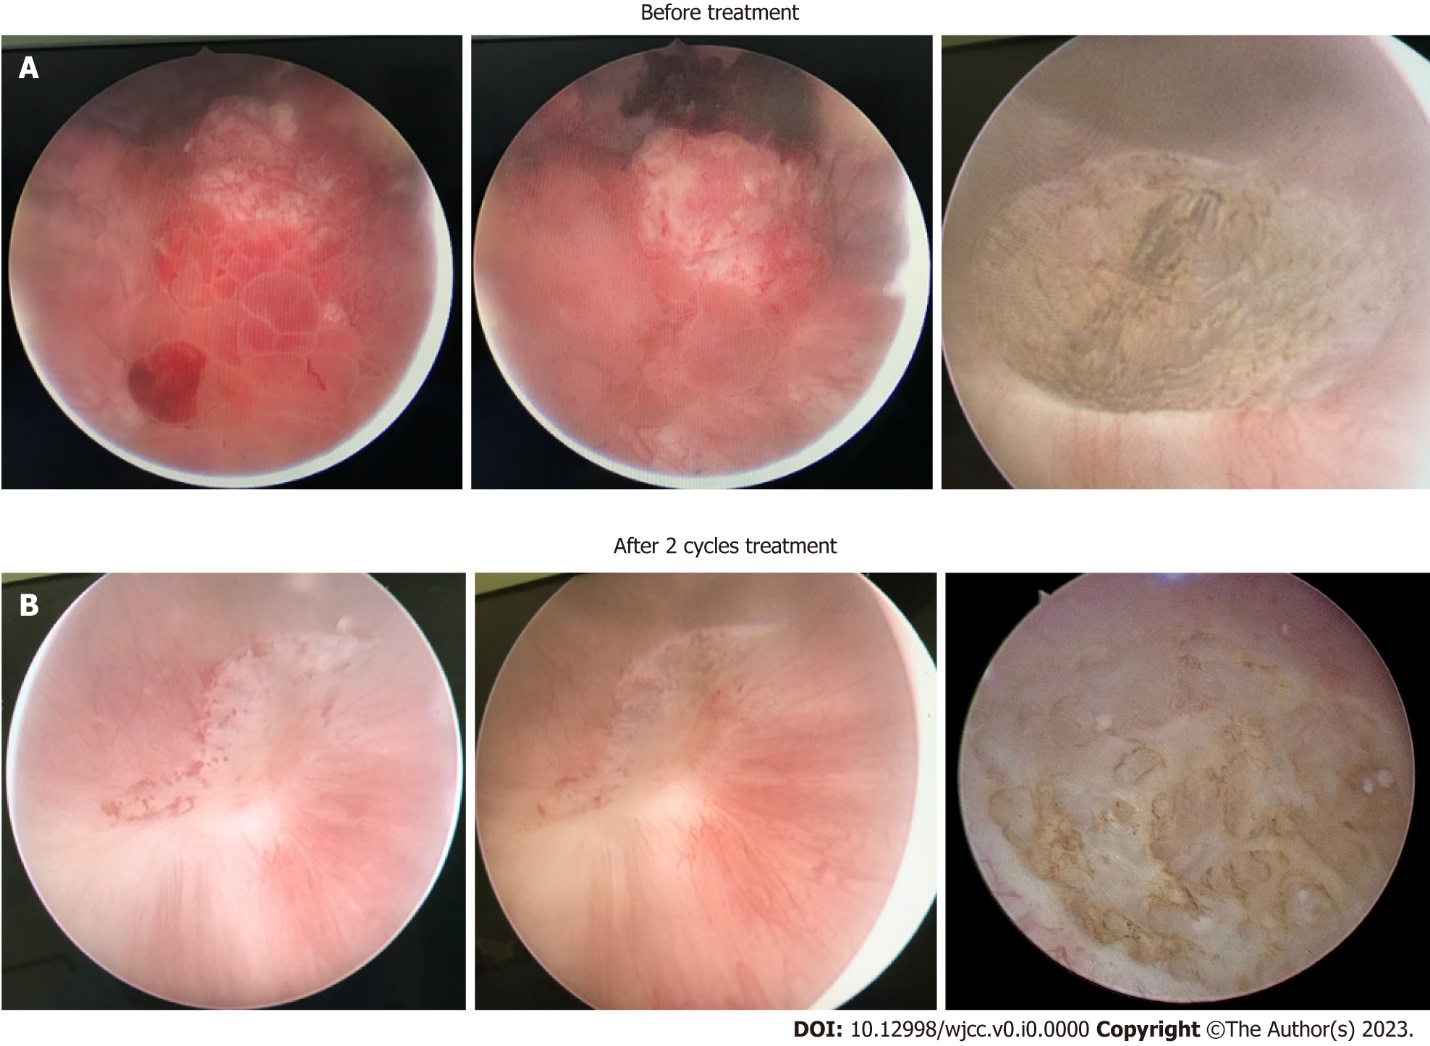 Before treatment
A
After 2 cycles treatment
B
DOI: 10.12998/wjcc.v0.i0.0000 Copyright ©The Author(s) 2023.